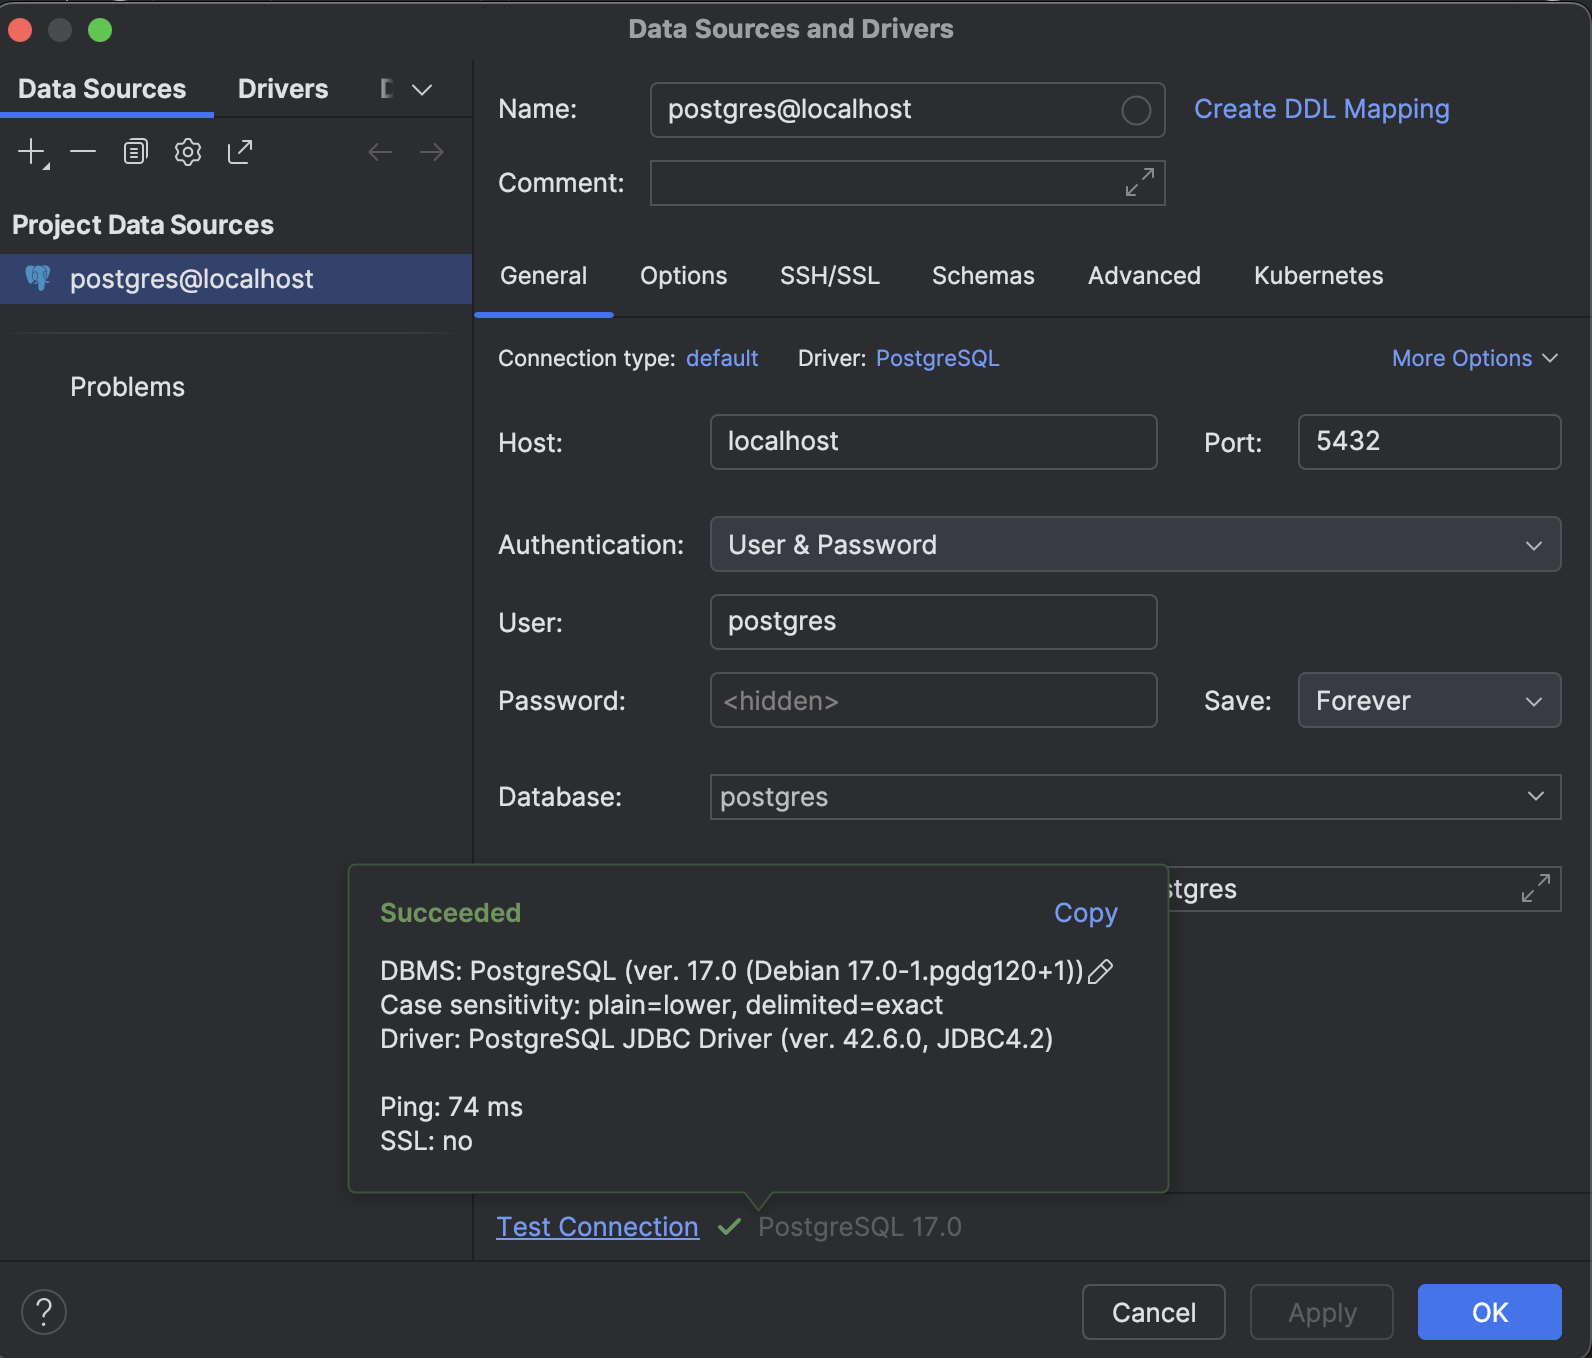 Data Sources and Drivers
Data Sources
Drivers
Project Data Sources
postgres@localhost
Problems
Name: postgres@localhost
Create DDL Mapping
Comment:
General
Options
SSH/SSL
Schemas
Advanced
Kubernetes
Connection type: default
Driver: PostgreSQL
More Options
Host: localhost
Port: 5432
Authentication: User & Password
User: postgres
Password: <hidden>
Save: Forever
Database: postgres
stgres
Succeeded
Copy
DBMS: PostgreSQL (ver. 17.0 (Debian 17.0-1.pgdg120+1))
Case sensitivity: plain=lower, delimited=exact
Driver: PostgreSQL JDBC Driver (ver. 42.6.0, JDBC4.2)
Ping: 74 ms
SSL: no
Test Connection
PostgreSQL 17.0
?
Cancel
Apply
OK